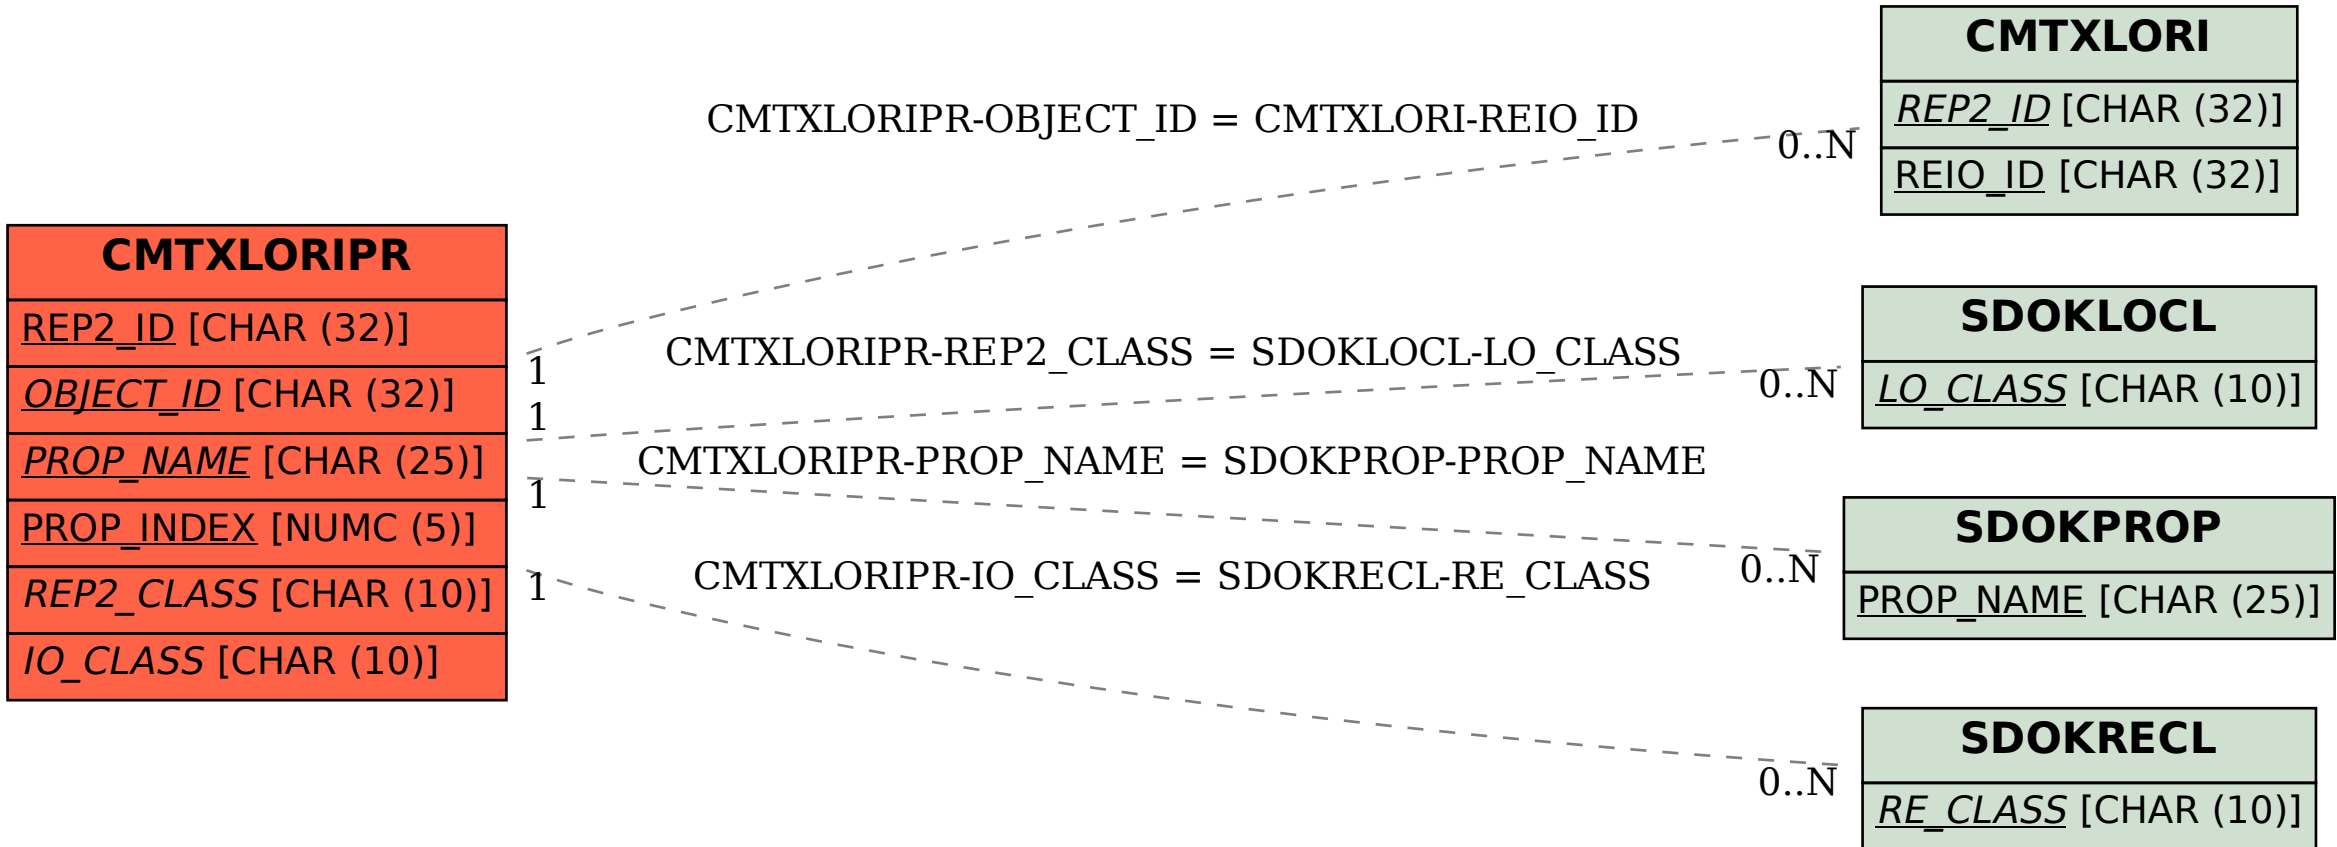 CMTXLORIPR
REP2_ID [CHAR (32)]
OBJECT_ID [CHAR (32)]
PROP_NAME [CHAR (25)]
PROP_INDEX [NUMC (5)]
REP2_CLASS [CHAR (10)]
IO_CLASS [CHAR (10)]
CMTXLORIPR-OBJECT_ID = CMTXLORI-REIO_ID
0..N
1
CMTXLORIPR-REP2_CLASS = SDOKLOCL-LO_CLASS
0..N
1
CMTXLORIPR-PROP_NAME = SDOKPROP-PROP_NAME
0..N
1
CMTXLORIPR-IO_CLASS = SDOKRECL-RE_CLASS
0..N
1
CMTXLORI
REP2_ID [CHAR (32)]
REIO_ID [CHAR (32)]
SDOKLOCL
LO_CLASS [CHAR (10)]
SDOKPROP
PROP_NAME [CHAR (25)]
SDOKRECL
RE_CLASS [CHAR (10)]